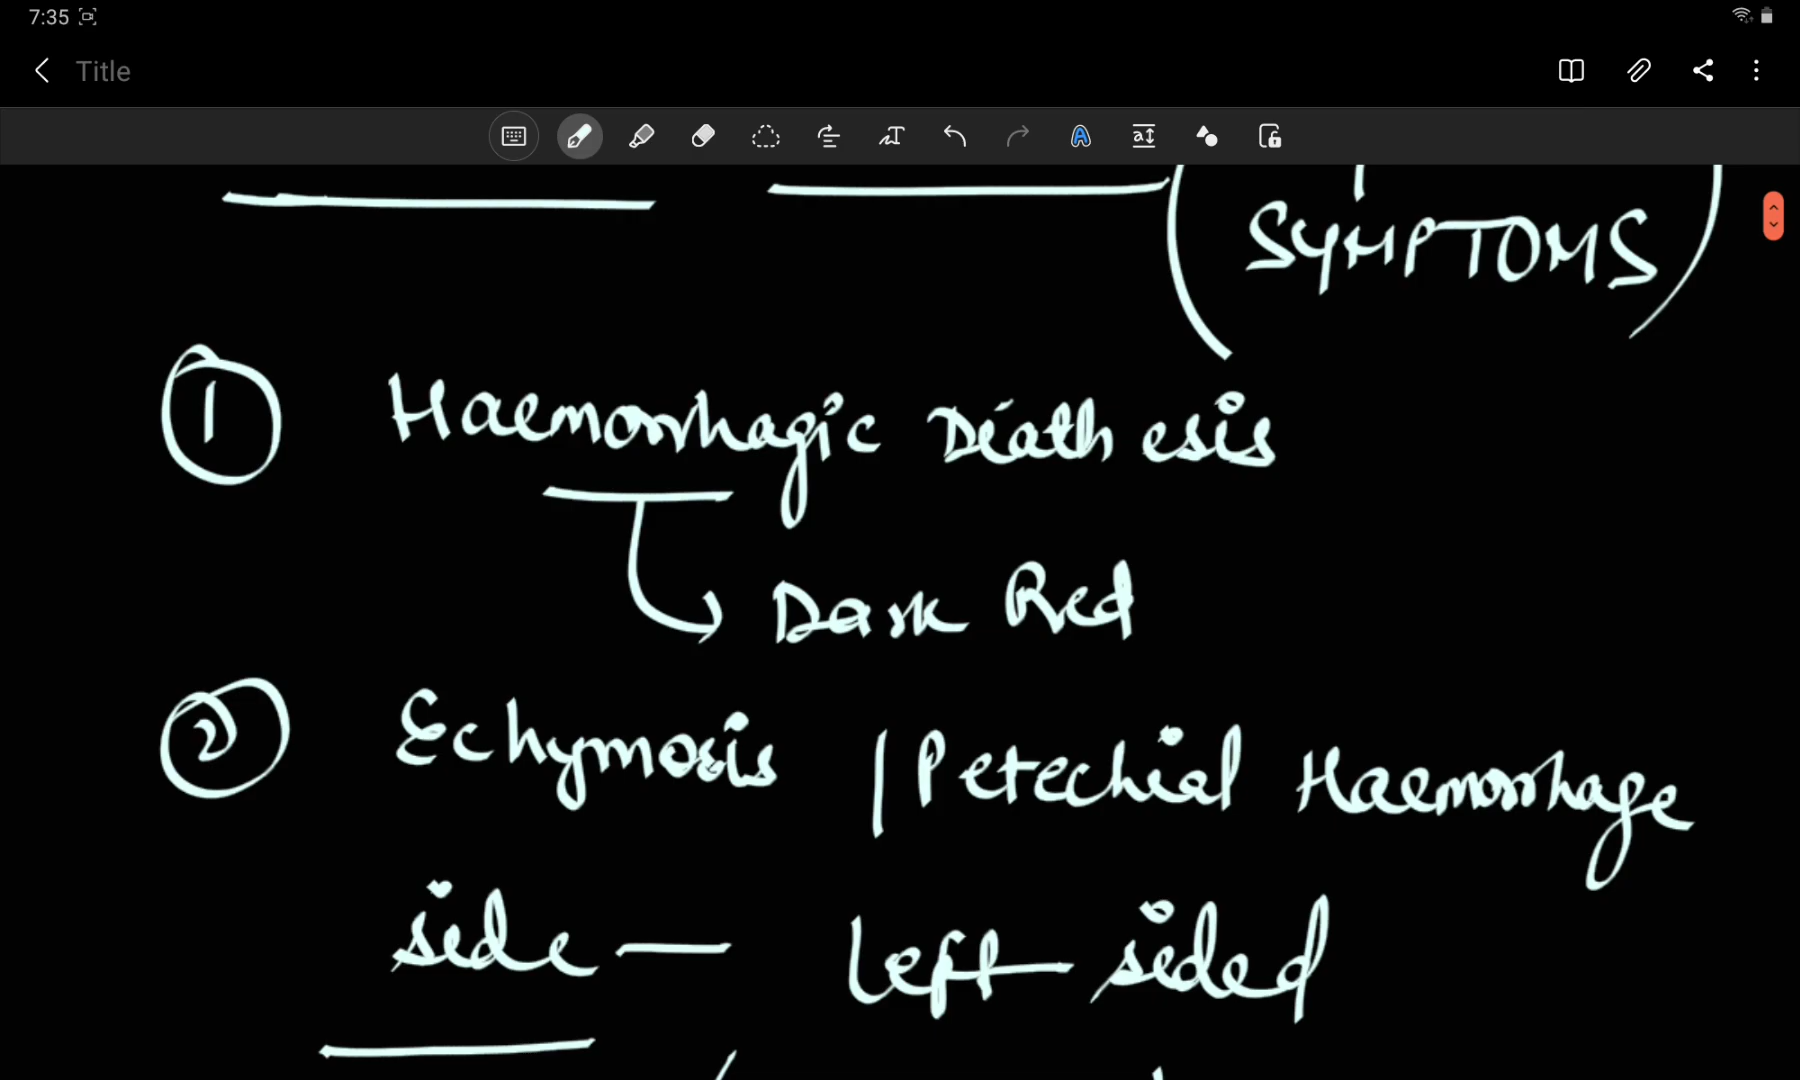 7:35
Title
SYMPTOMS
1 Haemorrhagic Diathesis
Dark Red
2 Echymosis / Petechial Haemorrhage
side — left sided